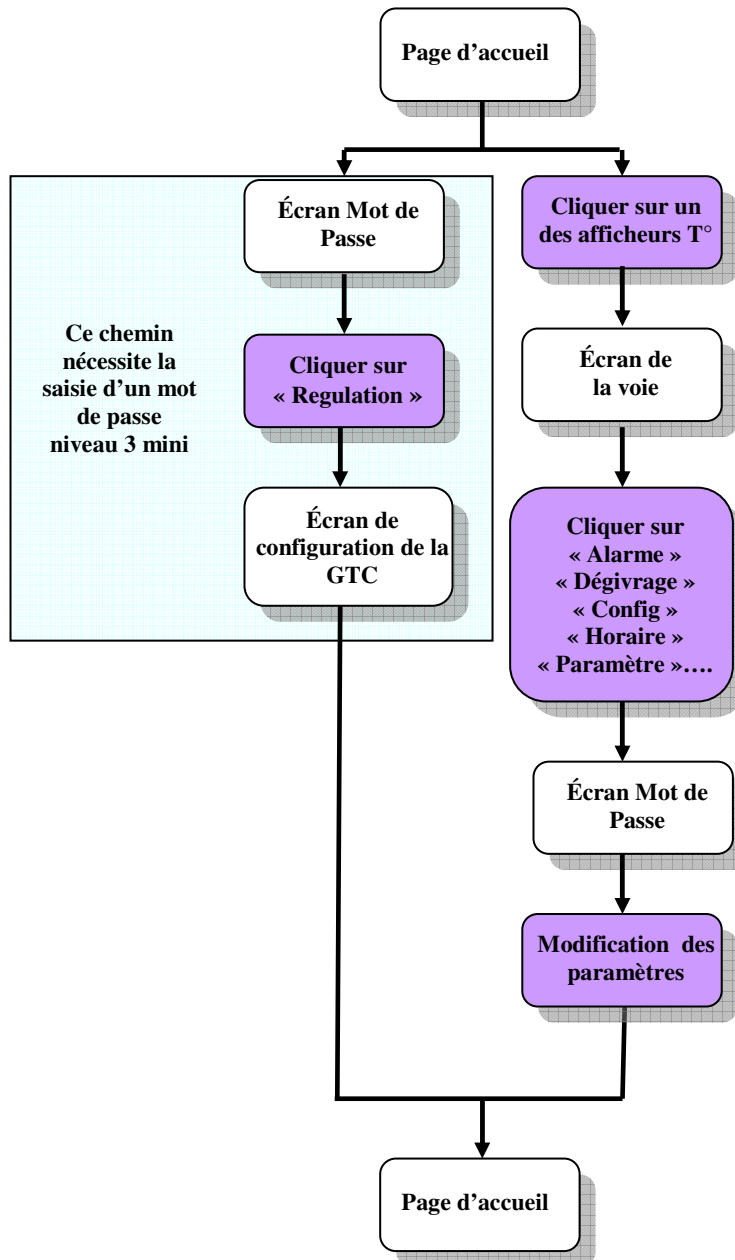 Page d’accueil
Écran Mot de
Passe
Cliquer sur un
des afficheurs T°
Ce chemin
nécessite la
saisie d’un mot
de passe
niveau 3 mini
Cliquer sur
« Regulation »
Écran de
la voie
Écran de
configuration de la
GTC
Cliquer sur
« Alarme »
« Dégivrage »
« Config »
« Horaire »
« Paramètre »….
Écran Mot de
Passe
Modification des
paramètres
Page d’accueil